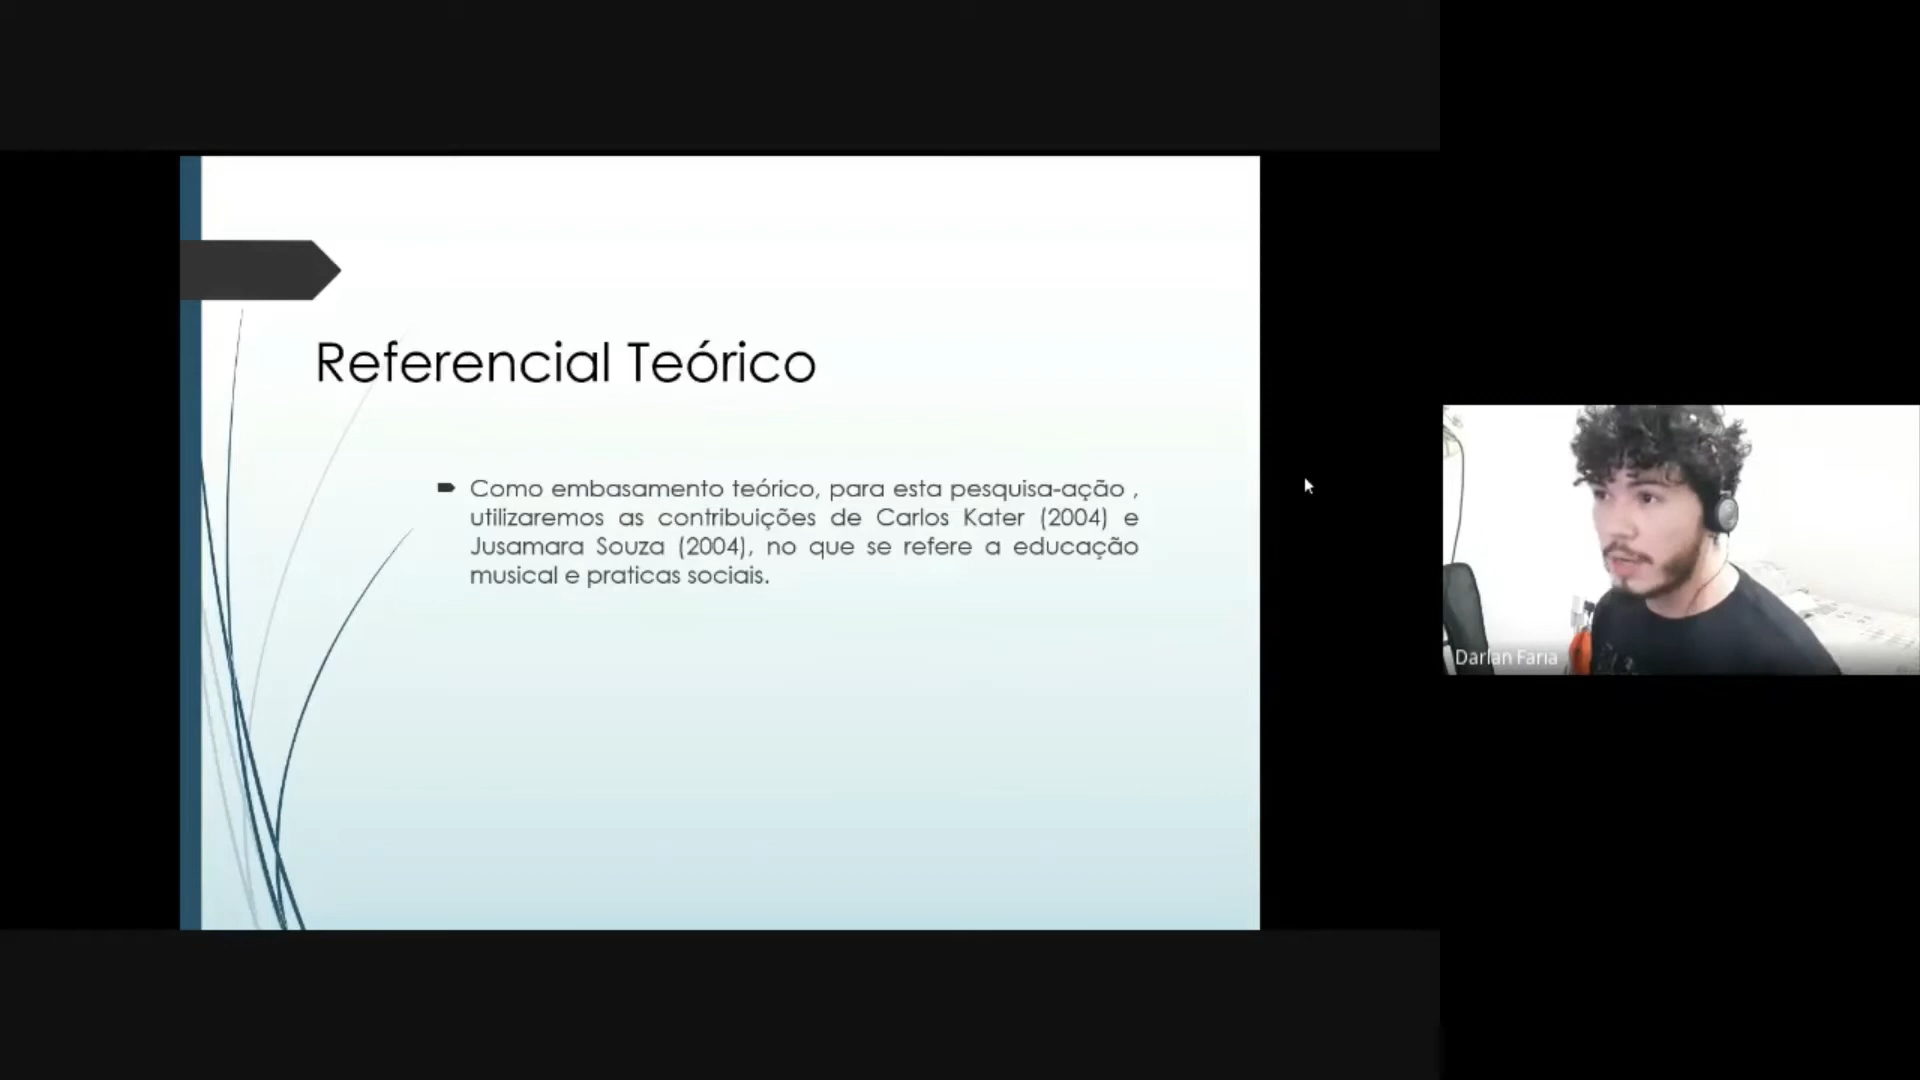 Referencial Teórico
Como embasamento teórico, para esta pesquisa-ação ,
utilizaremos as contribuições de Carlos Kater (2004) e
Jusamara Souza (2004), no que se refere a educação
musical e praticas sociais.
Darlan Faria